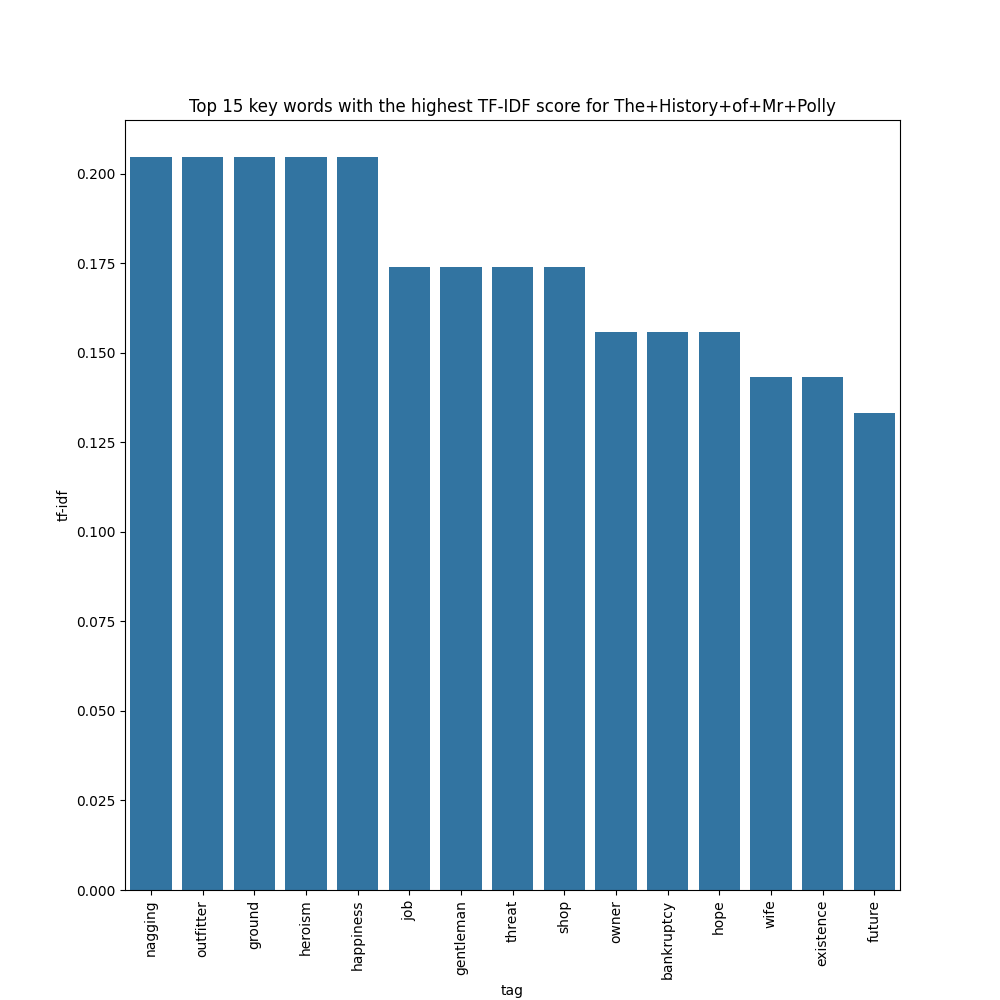 Top 15 key words with the highest TF-IDF score for The+History+of+Mr+Polly
tf-idf
0.200
0.175
0.150
0.125
0.100
0.075
0.050
0.025
0.000
nagging
outfitter
ground
heroism
happiness
job
gentleman
threat
shop
owner
bankruptcy
hope
wife
existence
future
tag